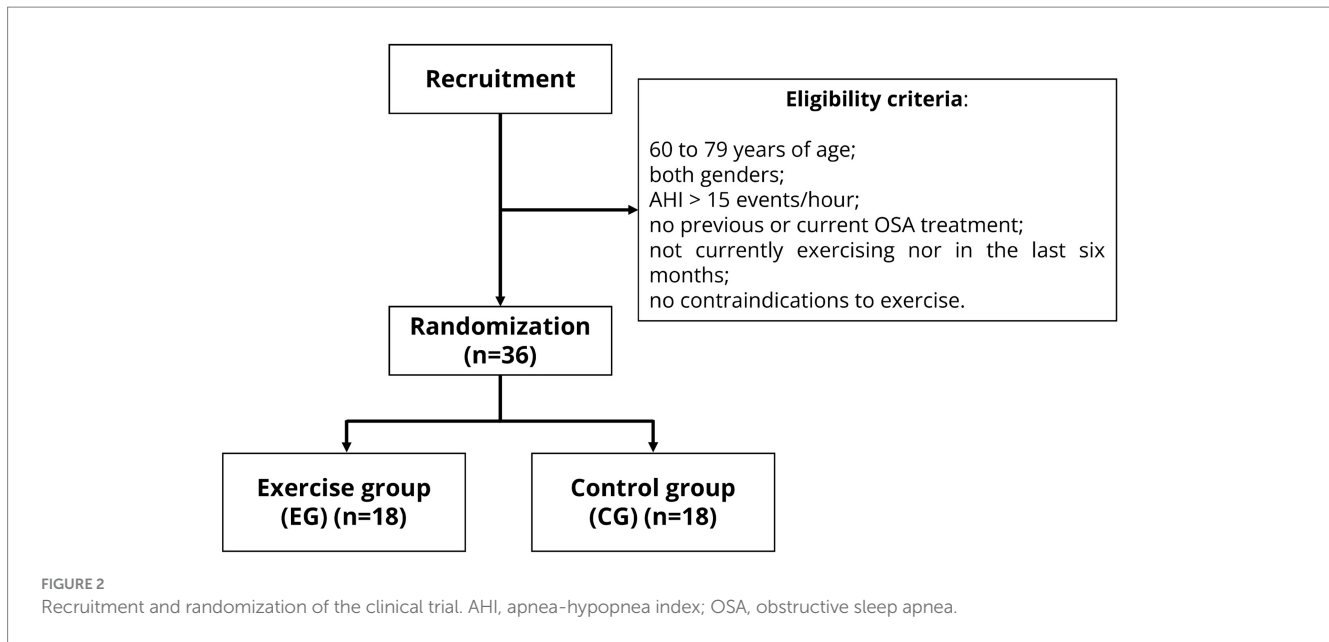 Recruitment
Eligibility criteria:
60 to 79 years of age;
both genders;
AHI > 15 events/hour;
no previous or current OSA treatment;
not currently exercising nor in the last six
months;
no contraindications to exercise.
Randomization
(n=36)
Exercise group
(EG) (n=18)
Control group
(CG) (n=18)
FIGURE 2
Recruitment and randomization of the clinical trial. AHI, apnea-hypopnea index; OSA, obstructive sleep apnea.